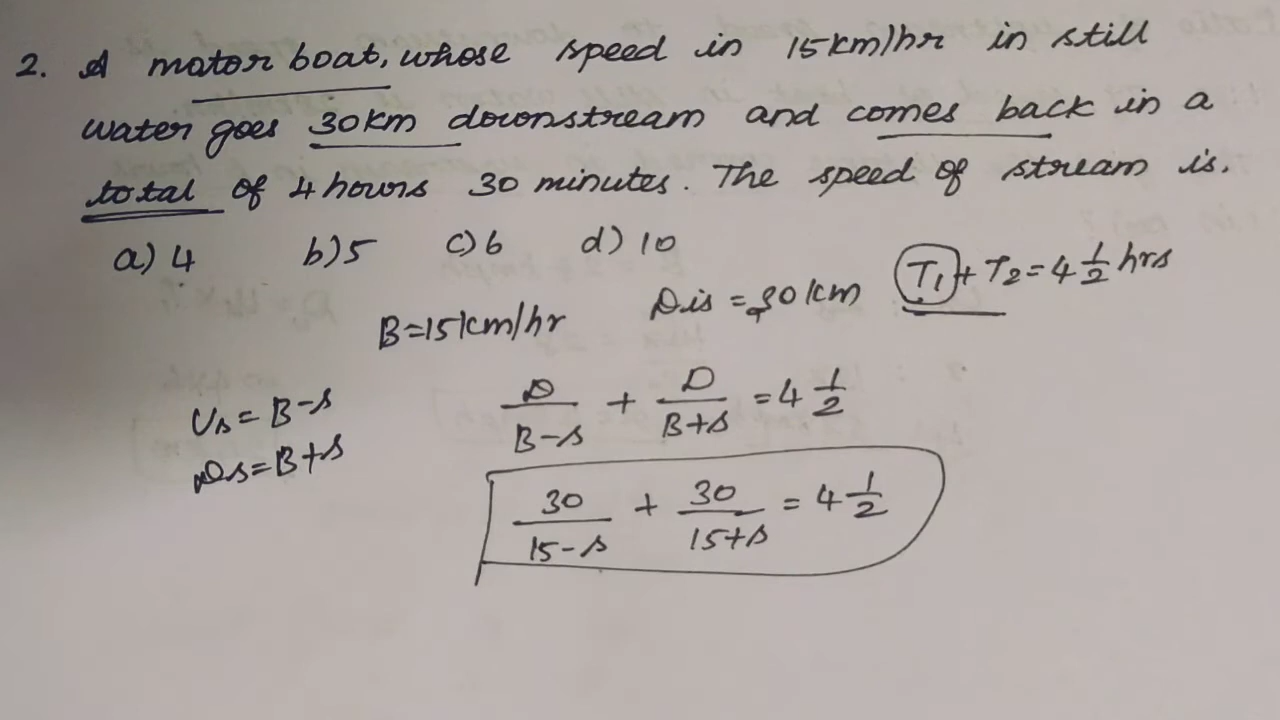 2. A motor boat, whose speed in 15km/hr in still
water goes 30km downstream and comes back in a
total of 4 hours 30 minutes. The speed of stream is.
a) 4 b) 5 c) 6 d) 10
B=15km/hr Dis = 30km T1 + T2 = 4 1/2 hrs
Us = B-s
Ds = B+s
D/B-s + D/B+s = 4 1/2
30/15-s + 30/15+s = 4 1/2